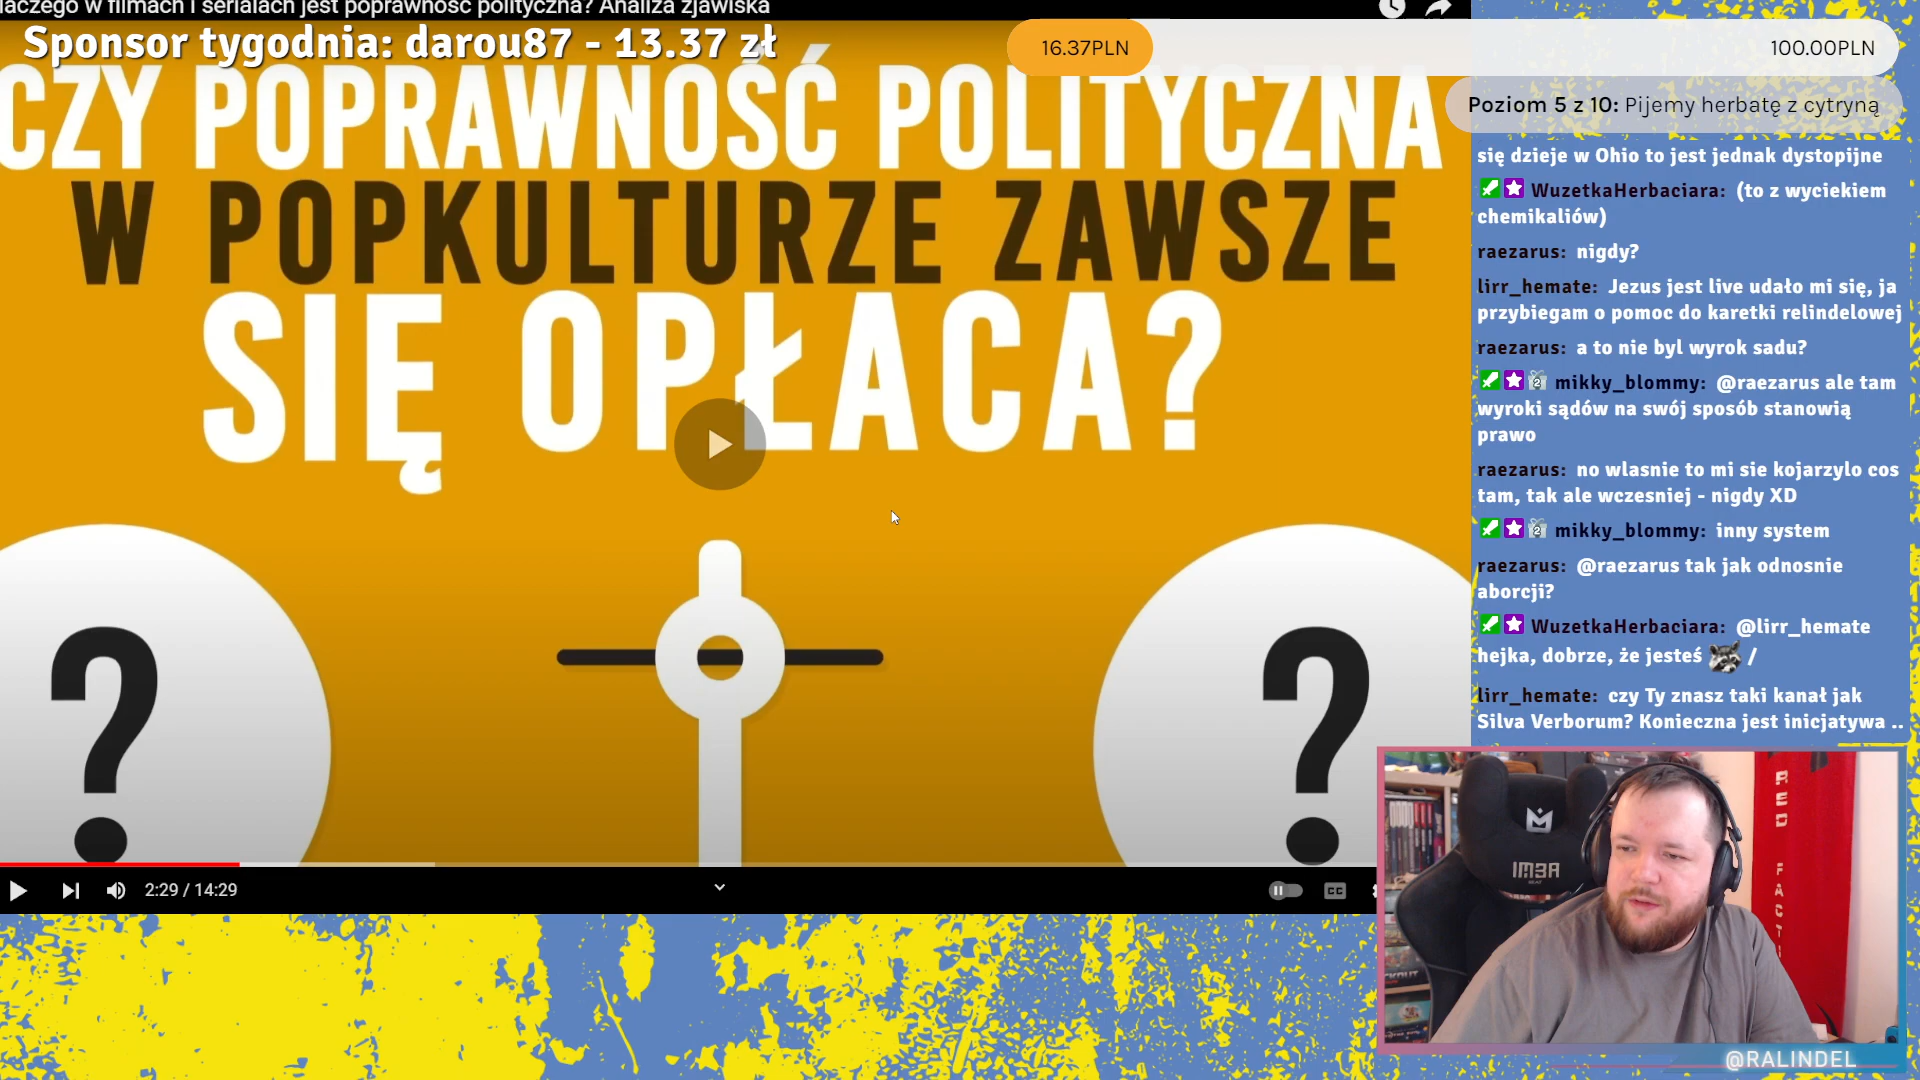 laczego w filmach i serialach jest poprawność polityczna? Analiza zjawiska
Sponsor tygodnia: darou87 - 13.37 zł
16.37PLN
100.00PLN
Poziom 5 z 10: Pijemy herbatę z cytryną
CZY POPRAWNOŚĆ POLITYCZNA
W POPKULTURZE ZAWSZE
SIĘ OPŁACA?
? ?
2:29 / 14:29
CC
się dzieje w Ohio to jest jednak dystopijne
WuzetkaHerbaciara: (to z wyciekiem
chemikaliów)
raezarus: nigdy?
lirr_hemate: Jezus jest live udało mi się, ja
przybiegam o pomoc do karetki relindelowej
raezarus: a to nie byl wyrok sadu?
2 mikky_blommy: @raezarus ale tam
wyroki sądów na swój sposób stanowią
prawo
raezarus: no wlasnie to mi sie kojarzylo cos
tam, tak ale wczesniej - nigdy XD
2 mikky_blommy: inny system
raezarus: @raezarus tak jak odnosnie
aborcji?
WuzetkaHerbaciara: @lirr_hemate
hejka, dobrze, że jesteś /
lirr_hemate: czy Ty znasz taki kanał jak
Silva Verborum? Konieczna jest inicjatywa ..
IM3A
RED FACTI
@RALINDEL